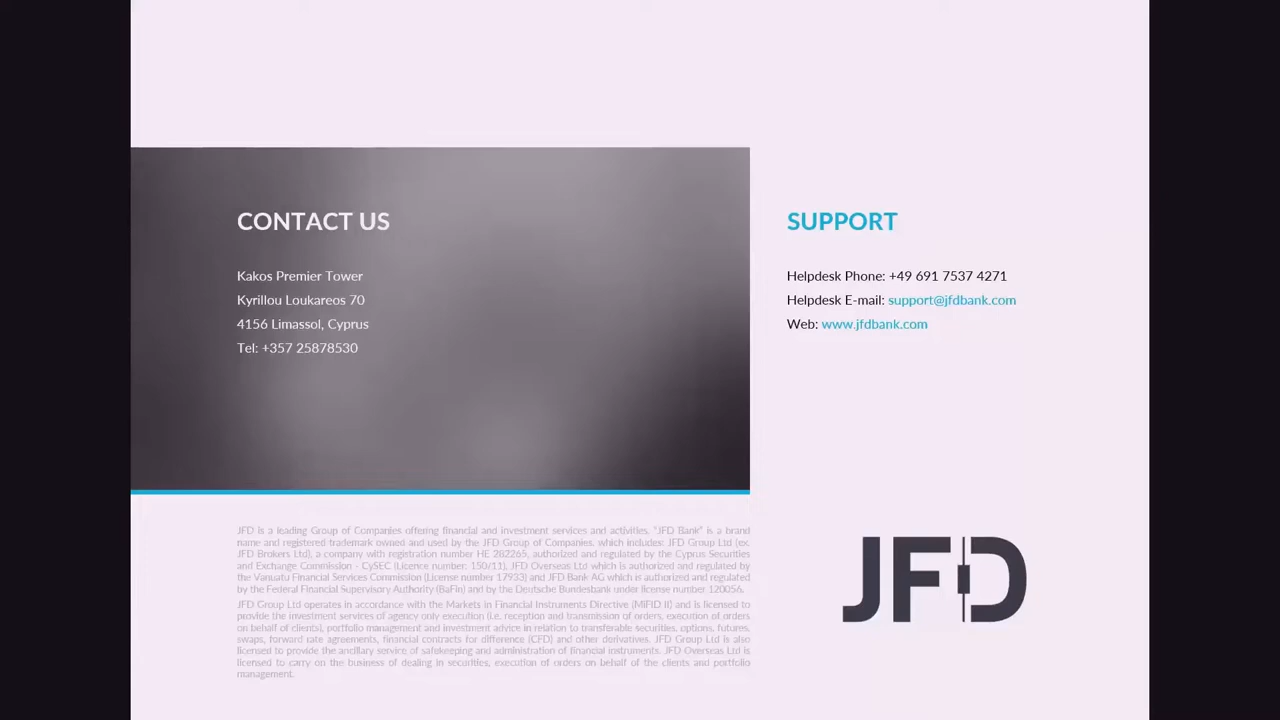 CONTACT US
Kakos Premier Tower
Kyrillou Loukareos 70
4156 Limassol, Cyprus
Tel: +357 25878530
SUPPORT
Helpdesk Phone: +49 691 7537 4271
Helpdesk E-mail: support@jfdbank.com
Web: www.jfdbank.com
JFD is a leading Group of Companies offering financial and investment services and activities. "JFD Bank" is a brand
name and registered trademark owned and used by the JFD Group of Companies, which includes: JFD Group Ltd (ex.
JFD Brokers Ltd), a company with registration number HE 282265, authorized and regulated by the Cyprus Securities
and Exchange Commission - CySEC (Licence number: 150/11), JFD Overseas Ltd which is authorized and regulated by
the Vanuatu Financial Services Commission (License number 17933) and JFD Bank AG which is authorized and regulated
by the Federal Financial Supervisory Authority (BaFin) and by the Deutsche Bundesbank under license number 120056.
JFD Group Ltd operates in accordance with the Markets in Financial Instruments Directive (MiFID II) and is licensed to
provide the investment services of agency only execution (i.e. reception and transmission of orders, execution of orders
on behalf of clients), portfolio management and investment advice in relation to transferable securities, options, futures,
swaps, forward rate agreements, financial contracts for difference (CFD) and other derivatives. JFD Group Ltd is also
licensed to provide the ancillary service of safekeeping and administration of financial instruments. JFD Overseas Ltd is
licensed to carry on the business of dealing in securities, execution of orders on behalf of the clients and portfolio
management.
JFD